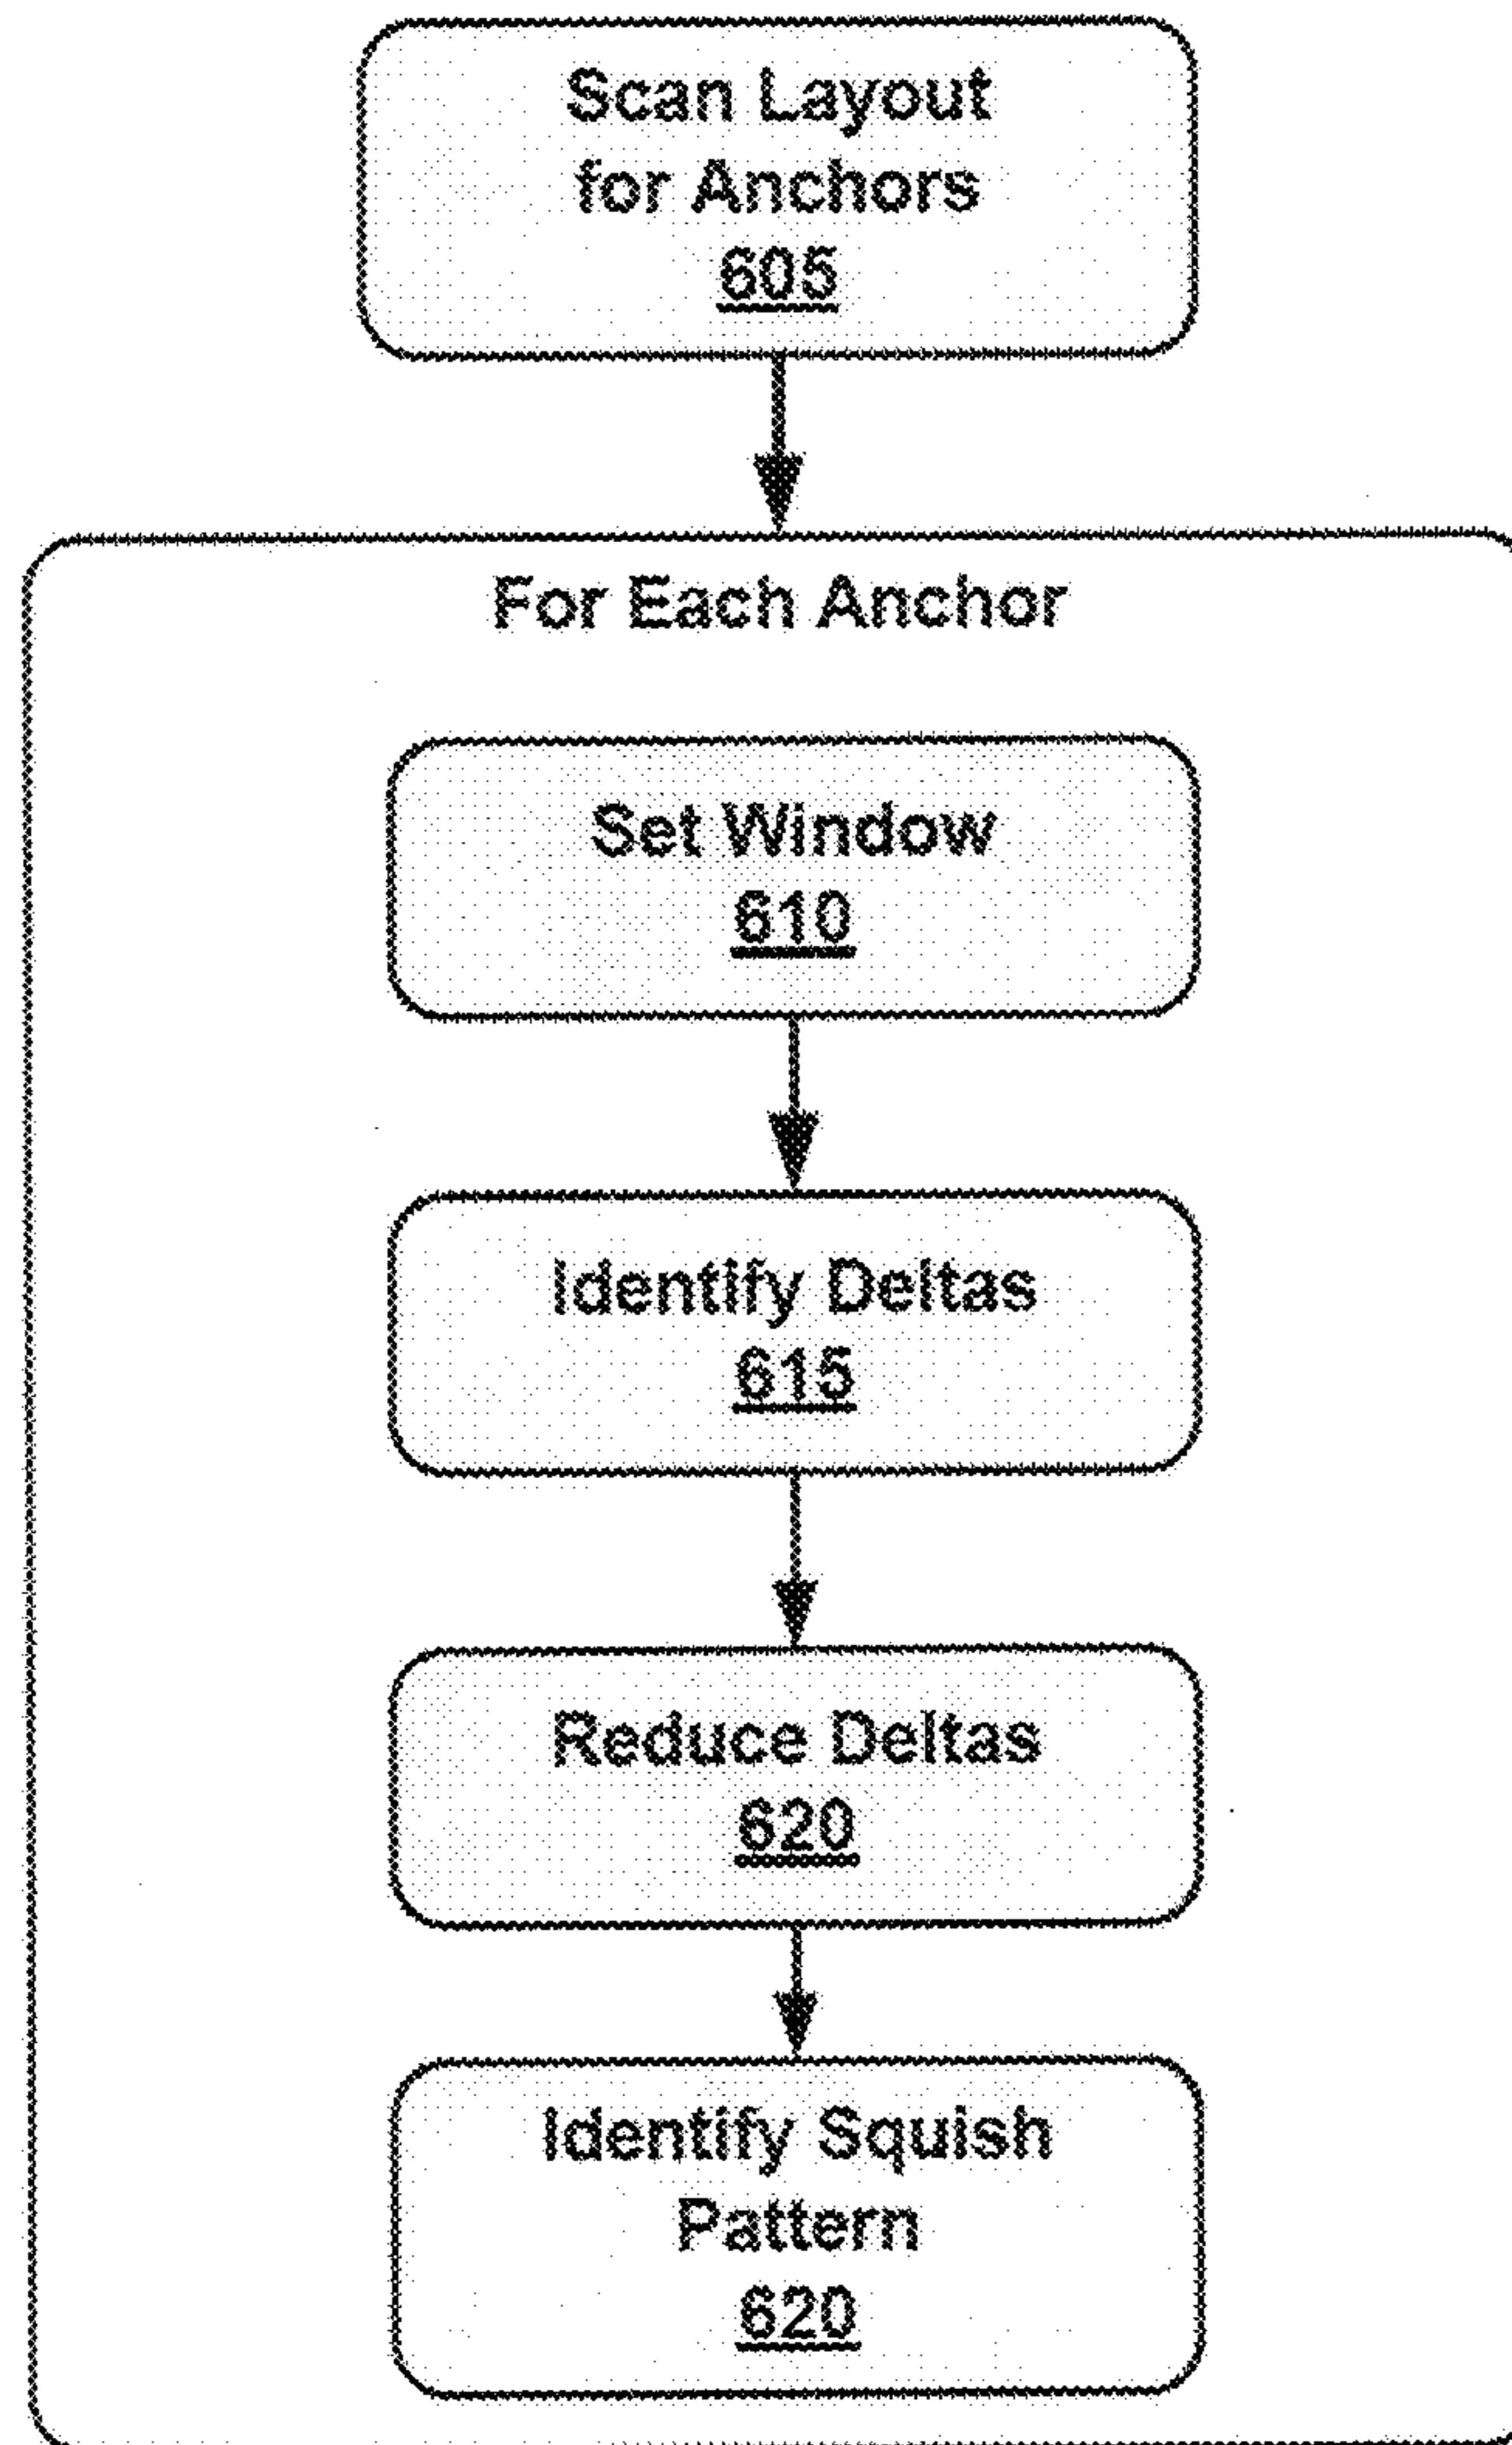 Scan Layout
for Anchors
605
For Each Anchor
Set Window
610
Identify Deltas
615
Reduce Deltas
620
Identify Squish
Pattern
620